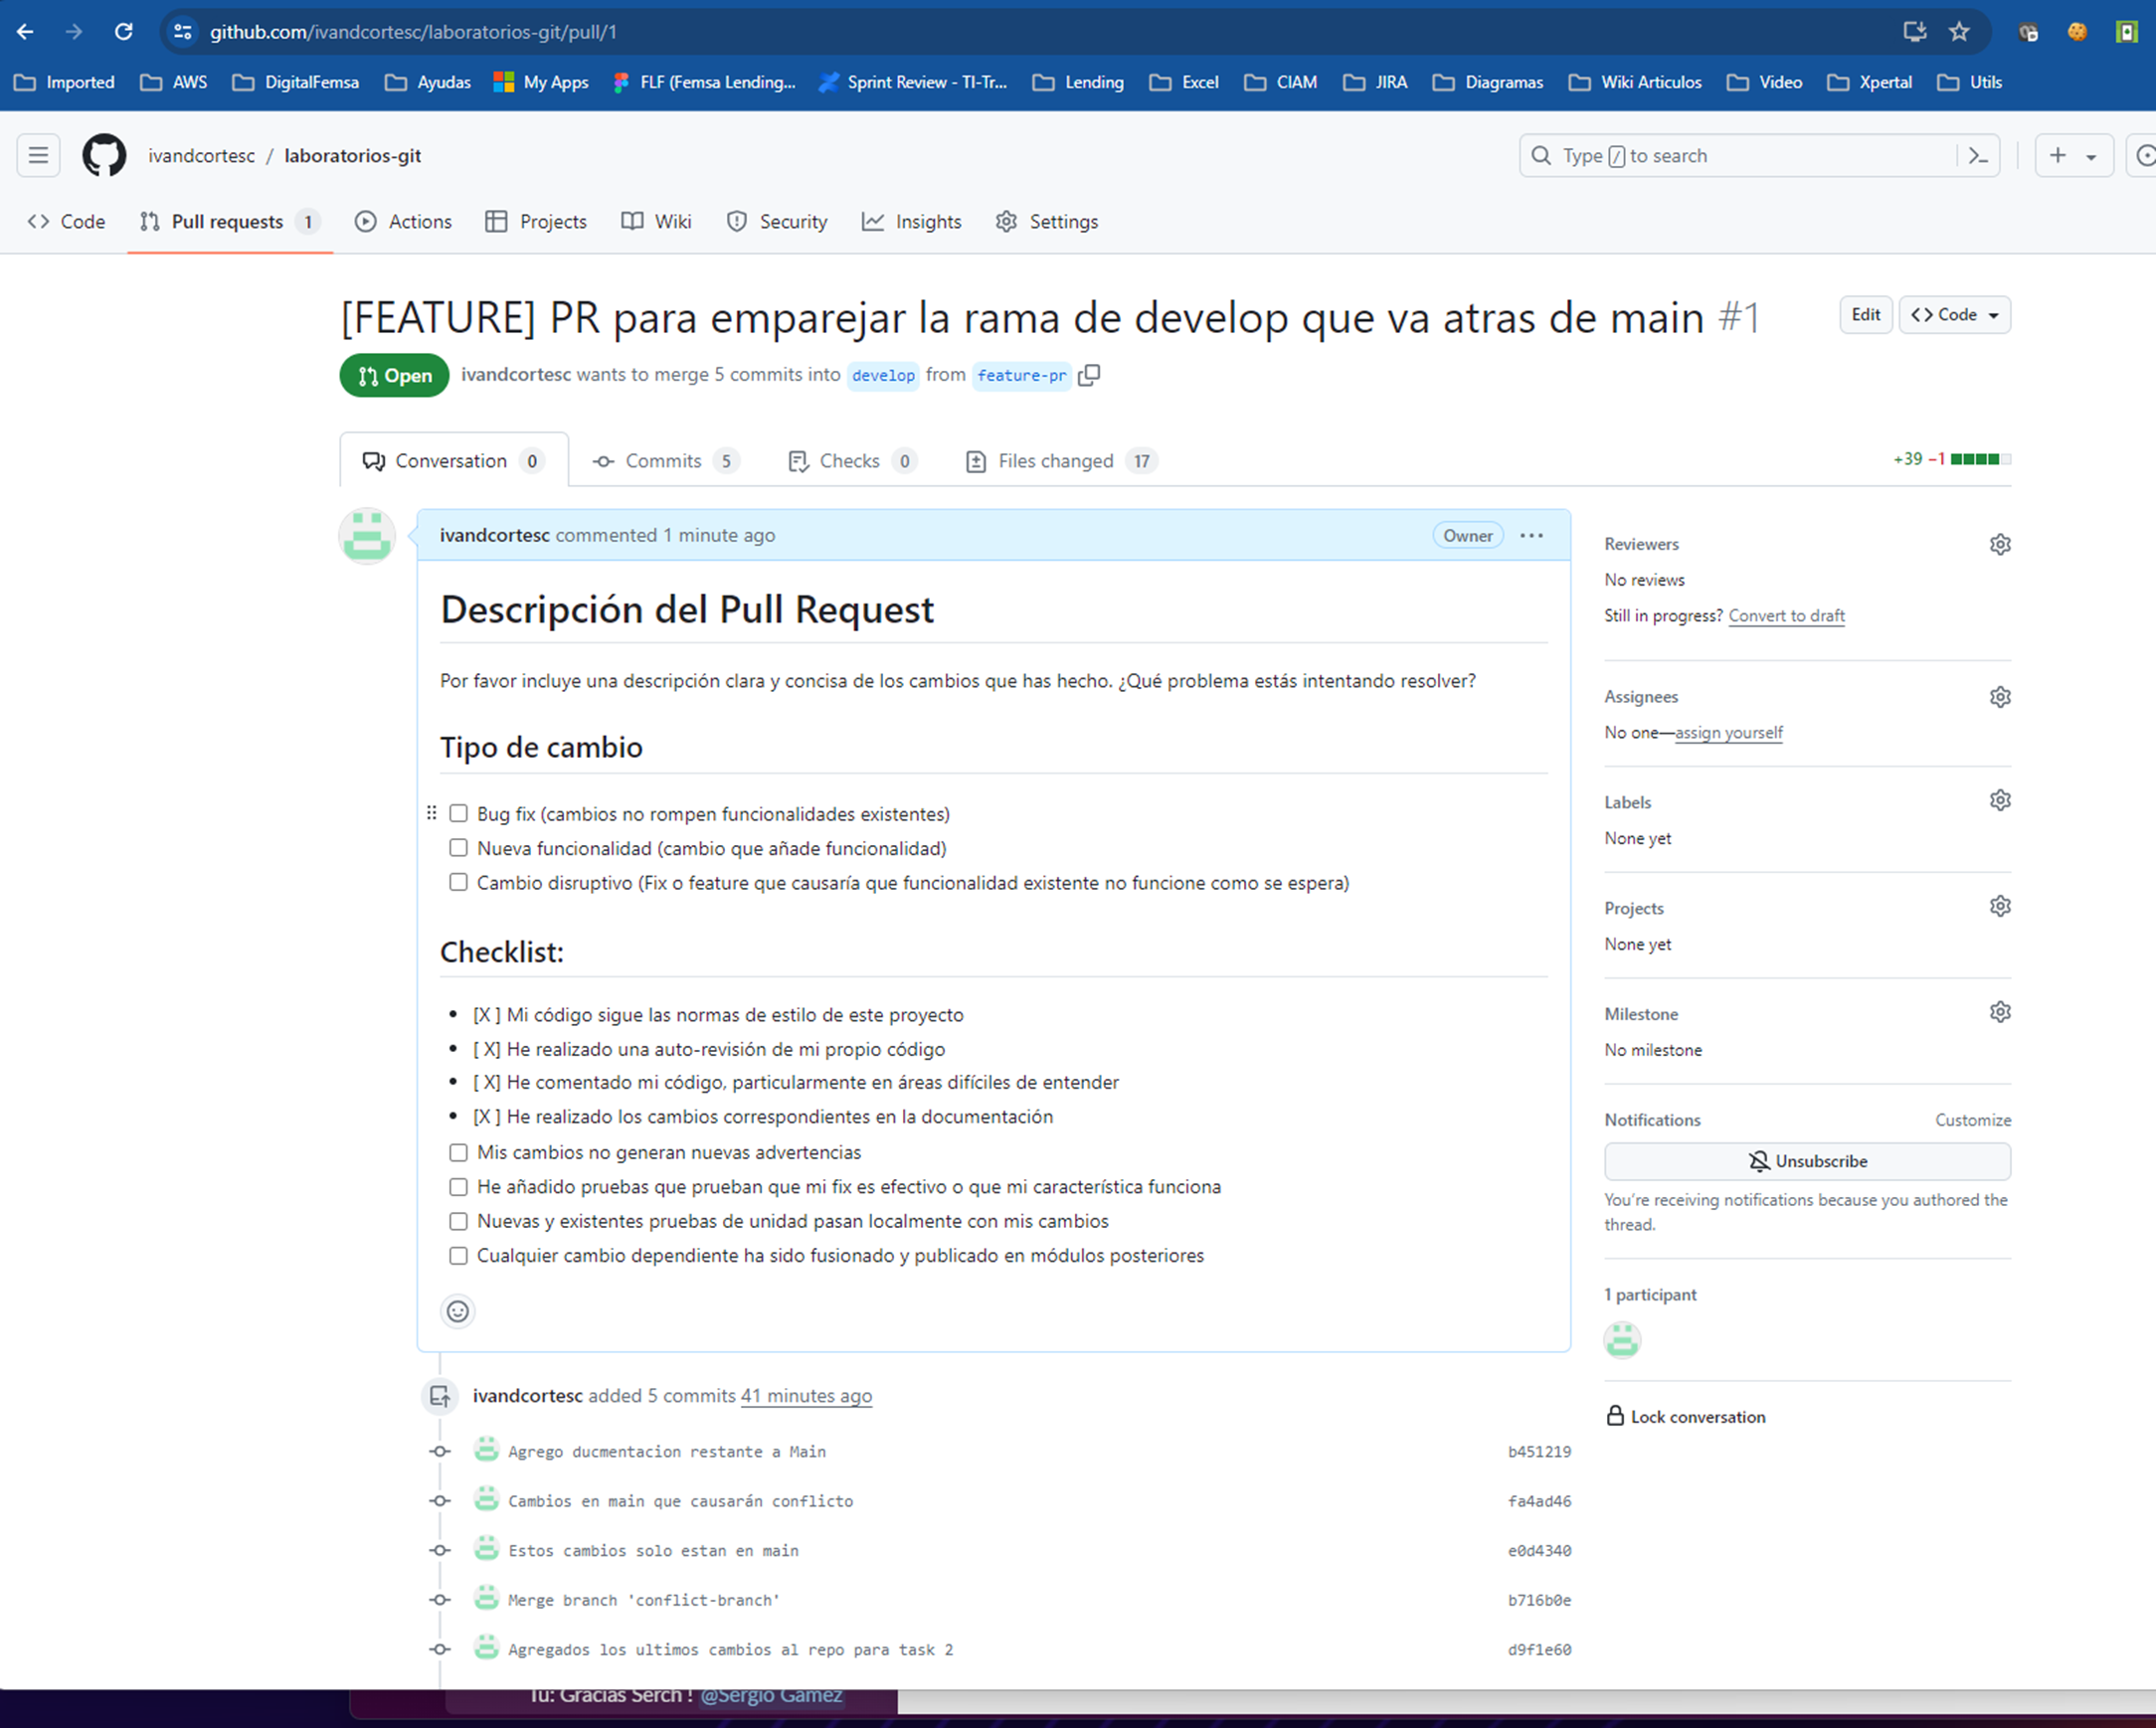 github.com/ivandcortesc/laboratorios-git/pull/1
Imported AWS DigitalFemsa Ayudas My Apps FLF (Femsa Lending... Sprint Review - TI-Tr... Lending Excel CIAM JIRA Diagramas Wiki Articulos Video Xpertal Utils
ivandcortesc / laboratorios-git
Type / to search
Code Pull requests 1 Actions Projects Wiki Security Insights Settings
[FEATURE] PR para emparejar la rama de develop que va atras de main #1
Edit <> Code
Open ivandcortesc wants to merge 5 commits into develop from feature-pr
Conversation 0 Commits 5 Checks 0 Files changed 17
+39 −1
ivandcortesc commented 1 minute ago
Owner ...
Descripción del Pull Request
Por favor incluye una descripción clara y concisa de los cambios que has hecho. ¿Qué problema estás intentando resolver?
Tipo de cambio
Bug fix (cambios no rompen funcionalidades existentes)
Nueva funcionalidad (cambio que añade funcionalidad)
Cambio disruptivo (Fix o feature que causaría que funcionalidad existente no funcione como se espera)
Checklist:
• [X ] Mi código sigue las normas de estilo de este proyecto
• [ X] He realizado una auto-revisión de mi propio código
• [ X] He comentado mi código, particularmente en áreas difíciles de entender
• [X ] He realizado los cambios correspondientes en la documentación
Mis cambios no generan nuevas advertencias
He añadido pruebas que prueban que mi fix es efectivo o que mi característica funciona
Nuevas y existentes pruebas de unidad pasan localmente con mis cambios
Cualquier cambio dependiente ha sido fusionado y publicado en módulos posteriores
ivandcortesc added 5 commits 41 minutes ago
Agrego ducmentacion restante a Main b451219
Cambios en main que causarán conflicto fa4ad46
Estos cambios solo estan en main e0d4340
Merge branch 'conflict-branch' b716b0e
Agregados los ultimos cambios al repo para task 2 d9f1e60
Reviewers
No reviews
Still in progress? Convert to draft
Assignees
No one—assign yourself
Labels
None yet
Projects
None yet
Milestone
No milestone
Notifications Customize
Unsubscribe
You're receiving notifications because you authored the
thread.
1 participant
Lock conversation
Tu: Gracias Serch ! @Sergio Gamez